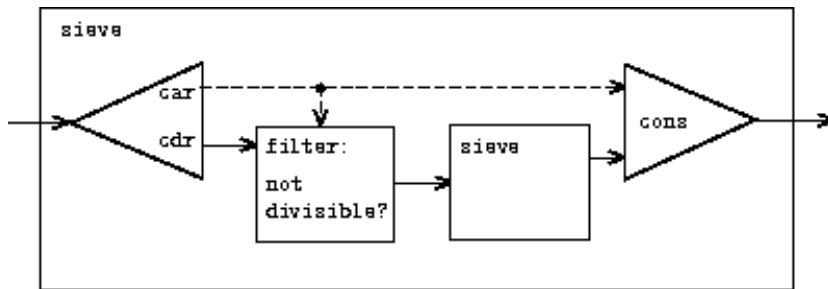 sieve
car
cdr
filter:
not
divisible?
sieve
cons